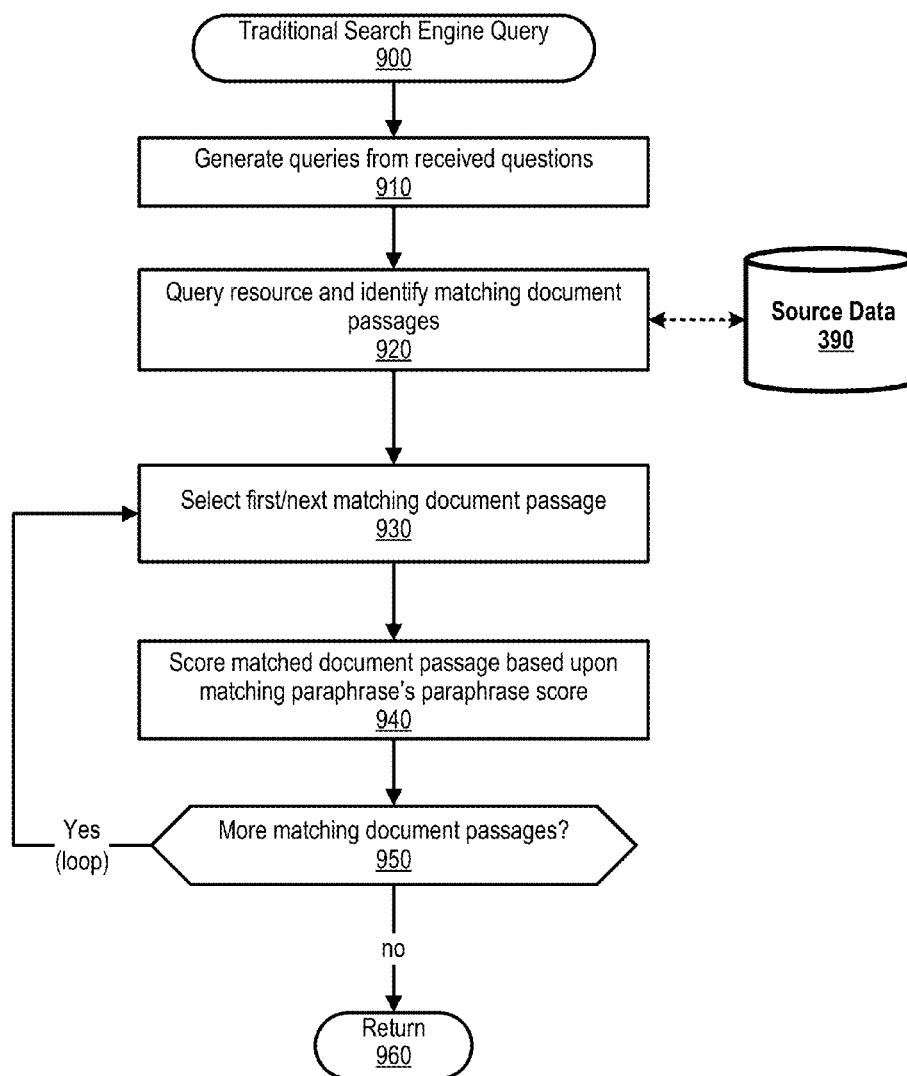 Traditional Search Engine Query
900
Generate queries from received questions
910
Query resource and identify matching document
passages
920
Source Data
390
Select first/next matching document passage
930
Score matched document passage based upon
matching paraphrase's paraphrase score
940
More matching document passages?
950
Yes
(loop)
no
Return
960